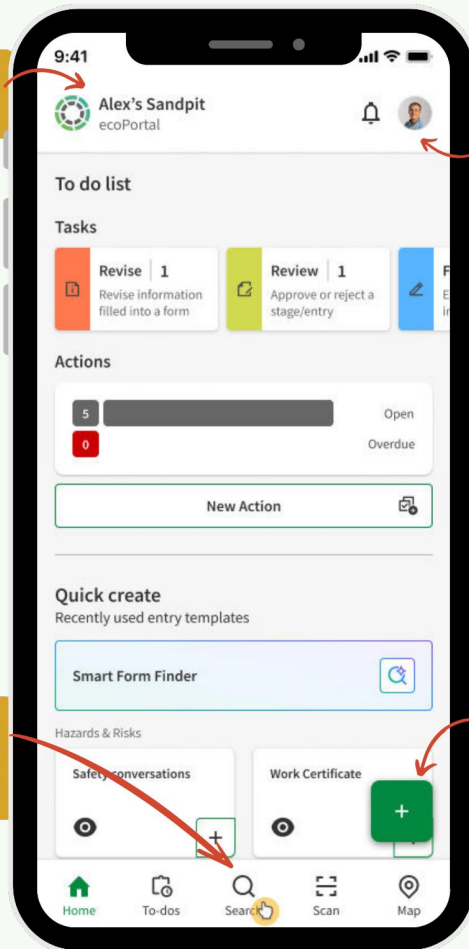 9:41
Alex's Sandpit
ecoPortal
To do list
Tasks
Revise 1
Revise information
filled into a form
Review 1
Approve or reject a
stage/entry
F
E
Actions
5
Open
0
Overdue
New Action
Quick create
Recently used entry templates
Smart Form Finder
Hazards & Risks
Safety conversations
Work Certificate
+
+
Home
To-dos
Search
Scan
Map